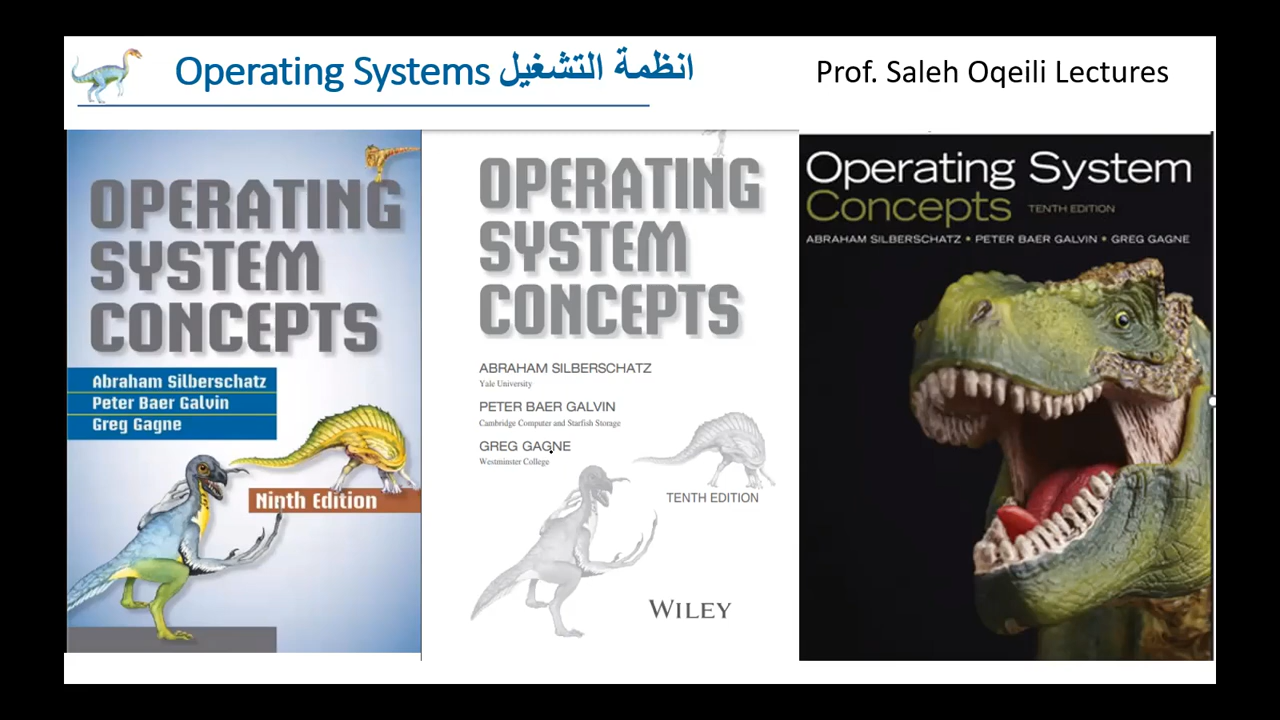 Operating Systems انظمة التشغيل
Prof. Saleh Oqeili Lectures
OPERATING
SYSTEM
CONCEPTS
Abraham Silberschatz
Peter Baer Galvin
Greg Gagne
Ninth Edition
OPERATING
SYSTEM
CONCEPTS
ABRAHAM SILBERSCHATZ
Yale University
PETER BAER GALVIN
Cambridge Computer and Starfish Storage
GREG GAGNE
Westminster College
TENTH EDITION
WILEY
Operating System
Concepts TENTH EDITION
ABRAHAM SILBERSCHATZ • PETER BAER GALVIN • GREG GAGNE